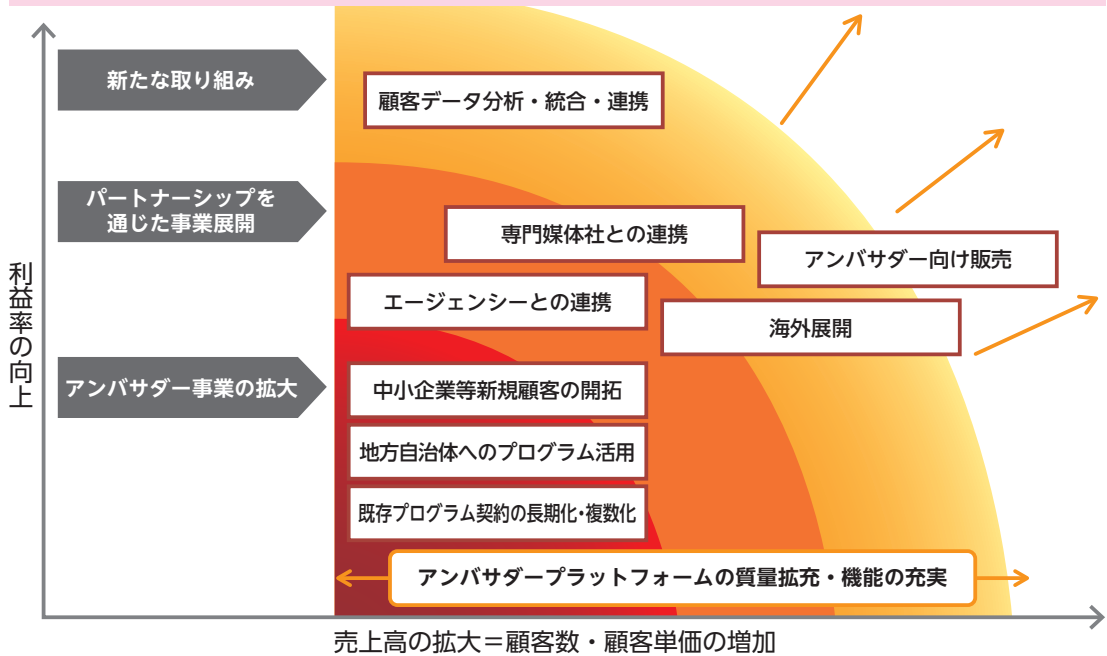 新たな取り組み
顧客データ分析・統合・連携
パートナーシップを
通じた事業展開
専門媒体社との連携
アンバサダー向け販売
エージェンシーとの連携
海外展開
アンバサダー事業の拡大
中小企業等新規顧客の開拓
地方自治体へのプログラム活用
既存プログラム契約の長期化・複数化
アンバサダープラットフォームの質量拡充・機能の充実
利益率の向上
売上高の拡大＝顧客数・顧客単価の増加